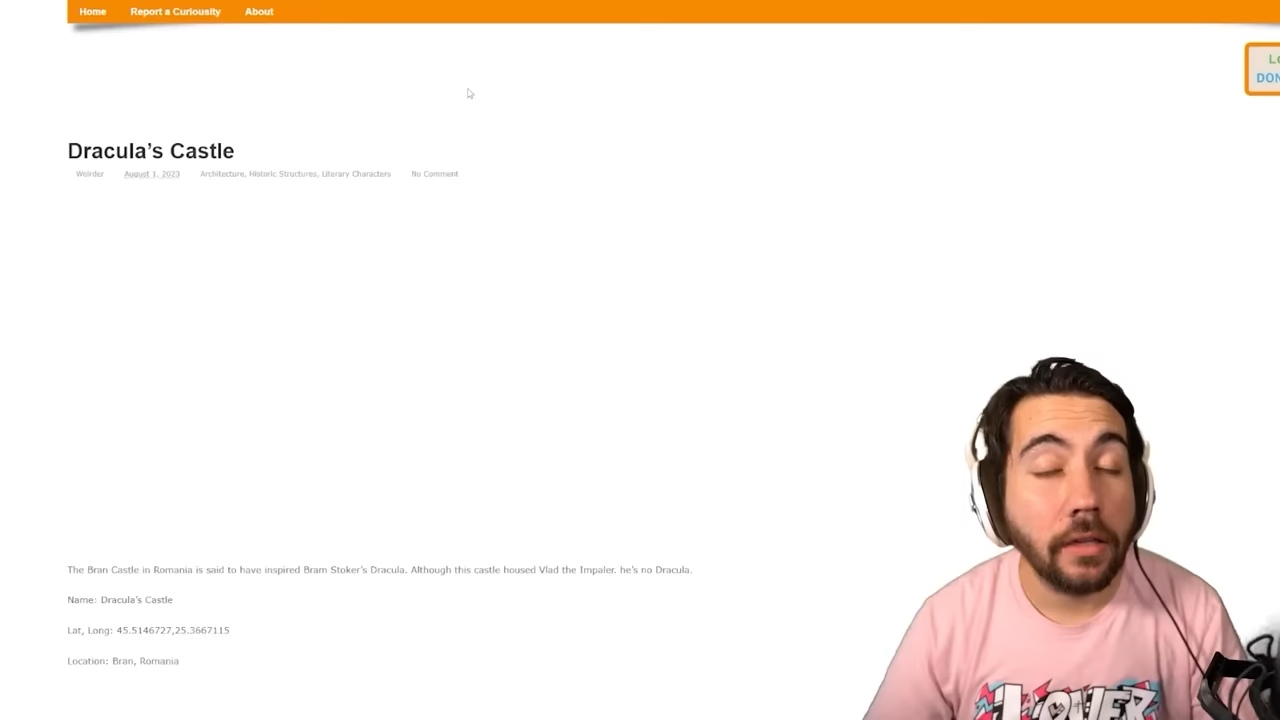 Home Report a Curiousity About
DON
Dracula's Castle
Weirder August 1, 2023 Architecture, Historic Structures, Literary Characters No Comment
The Bran Castle in Romania is said to have inspired Bram Stoker's Dracula. Although this castle housed Vlad the Impaler. he's no Dracula.
Name: Dracula's Castle
Lat, Long: 45.5146727,25.3667115
Location: Bran, Romania